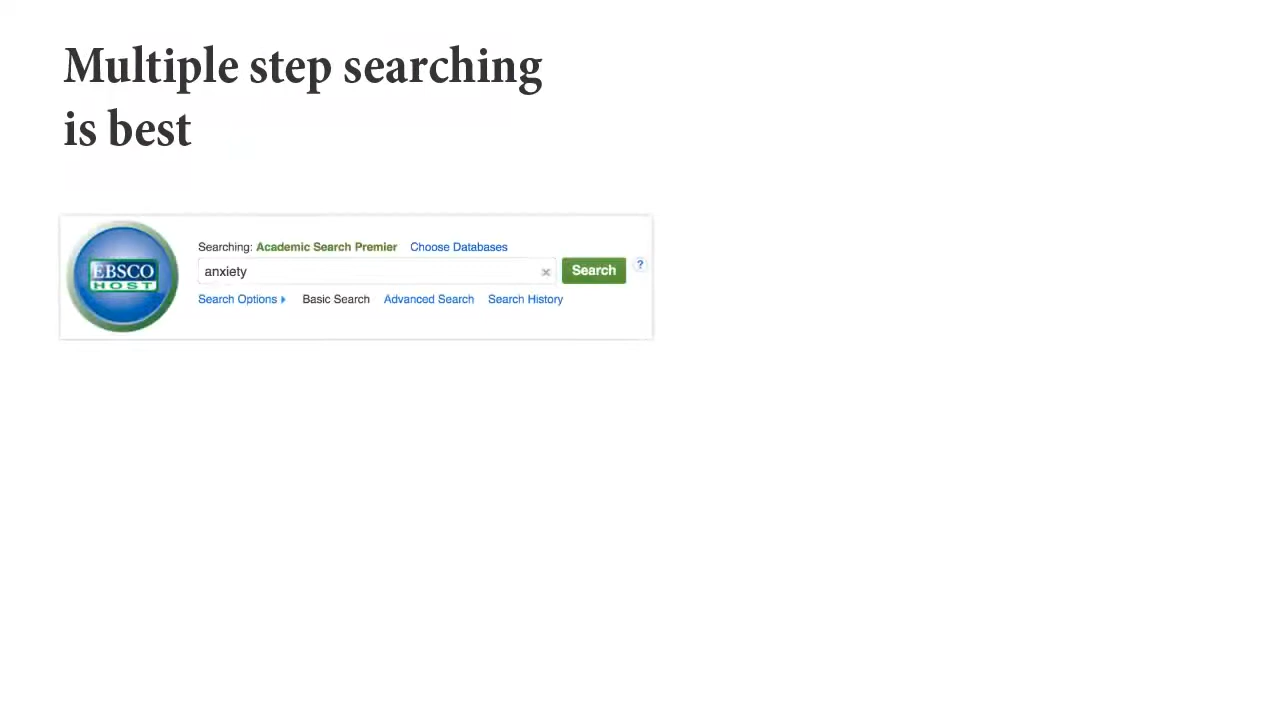 Multiple step searching
is best
EBSCO
HOST
Searching: Academic Search Premier Choose Databases
anxiety × Search ?
Search Options Basic Search Advanced Search Search History